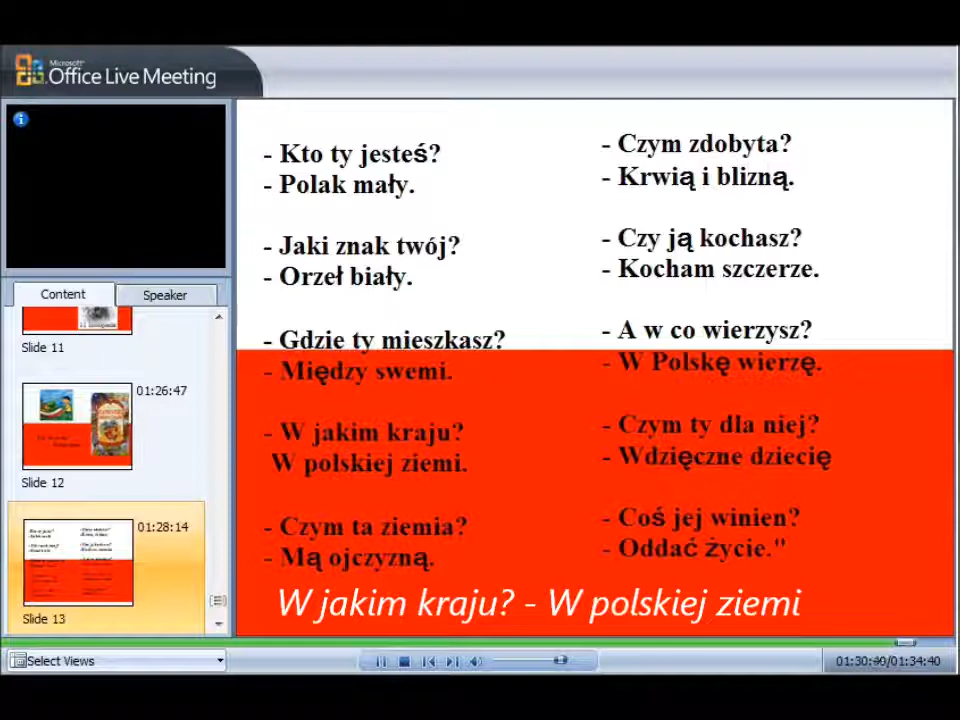 Microsoft®
Office Live Meeting
Content
Speaker
11 listopada
Slide 11
01:26:47
Slide 12
01:28:14
Slide 13
- Kto ty jesteś?
- Polak mały.
- Jaki znak twój?
- Orzeł biały.
- Gdzie ty mieszkasz?
- Między swemi.
- W jakim kraju?
W polskiej ziemi.
- Czym ta ziemia?
- Mą ojczyzną.
- Czym zdobyta?
- Krwią i blizną.
- Czy ją kochasz?
- Kocham szczerze.
- A w co wierzysz?
- W Polskę wierzę.
- Czym ty dla niej?
- Wdzięczne dziecię
- Coś jej winien?
- Oddać życie."
W jakim kraju? - W polskiej ziemi
Select Views
01:30:40/01:34:40